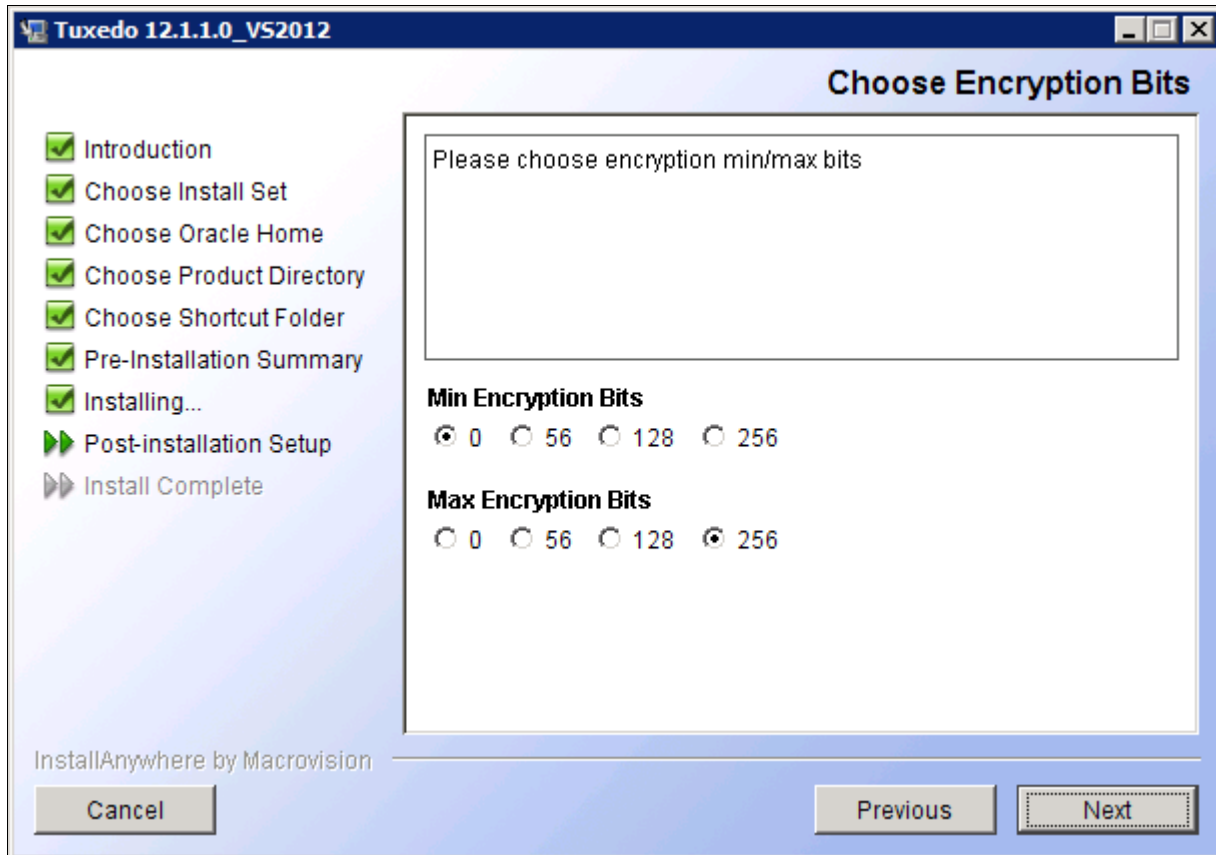 Tuxedo 12.1.1.0_VS2012
Choose Encryption Bits
Introduction
Choose Install Set
Choose Oracle Home
Choose Product Directory
Choose Shortcut Folder
Pre-Installation Summary
Installing...
Post-installation Setup
Install Complete
Please choose encryption min/max bits
Min Encryption Bits
0 56 128 256
Max Encryption Bits
0 56 128 256
InstallAnywhere by Macrovision
Cancel Previous Next